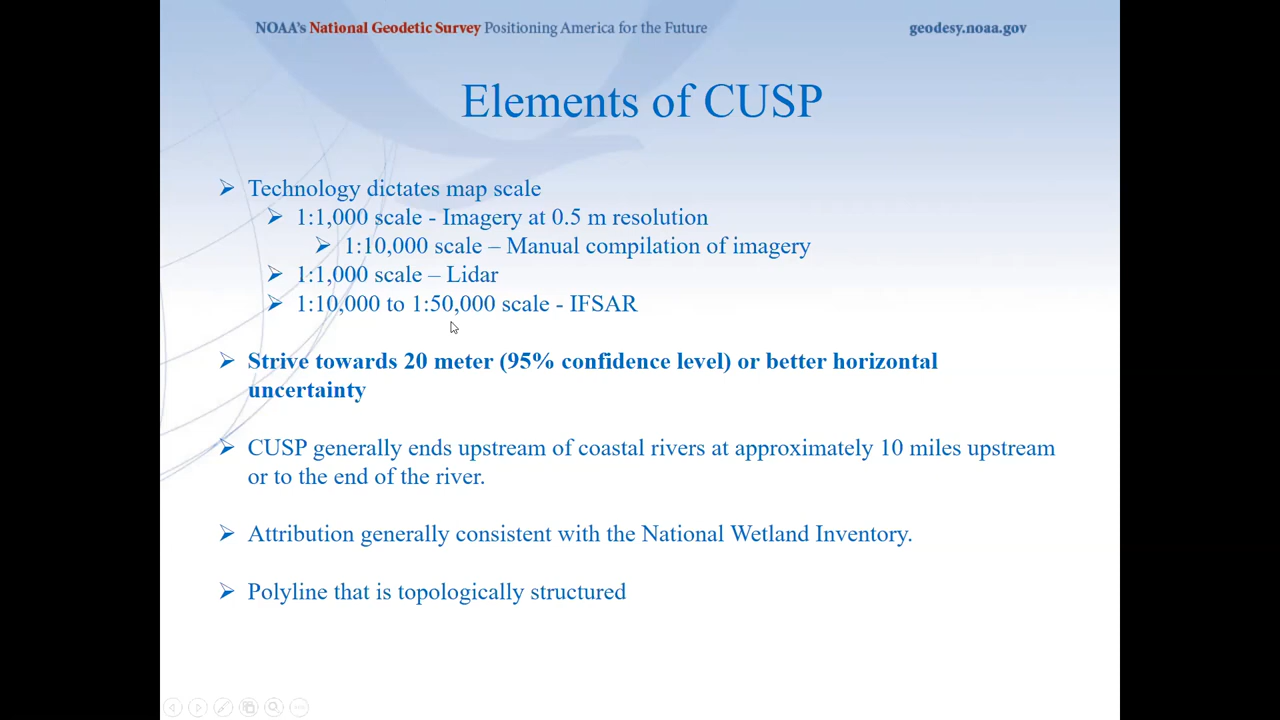 NOAA's National Geodetic Survey Positioning America for the Future
geodesy.noaa.gov
Elements of CUSP
Technology dictates map scale
1:1,000 scale - Imagery at 0.5 m resolution
1:10,000 scale – Manual compilation of imagery
1:1,000 scale – Lidar
1:10,000 to 1:50,000 scale - IFSAR
Strive towards 20 meter (95% confidence level) or better horizontal
uncertainty
CUSP generally ends upstream of coastal rivers at approximately 10 miles upstream
or to the end of the river.
Attribution generally consistent with the National Wetland Inventory.
Polyline that is topologically structured